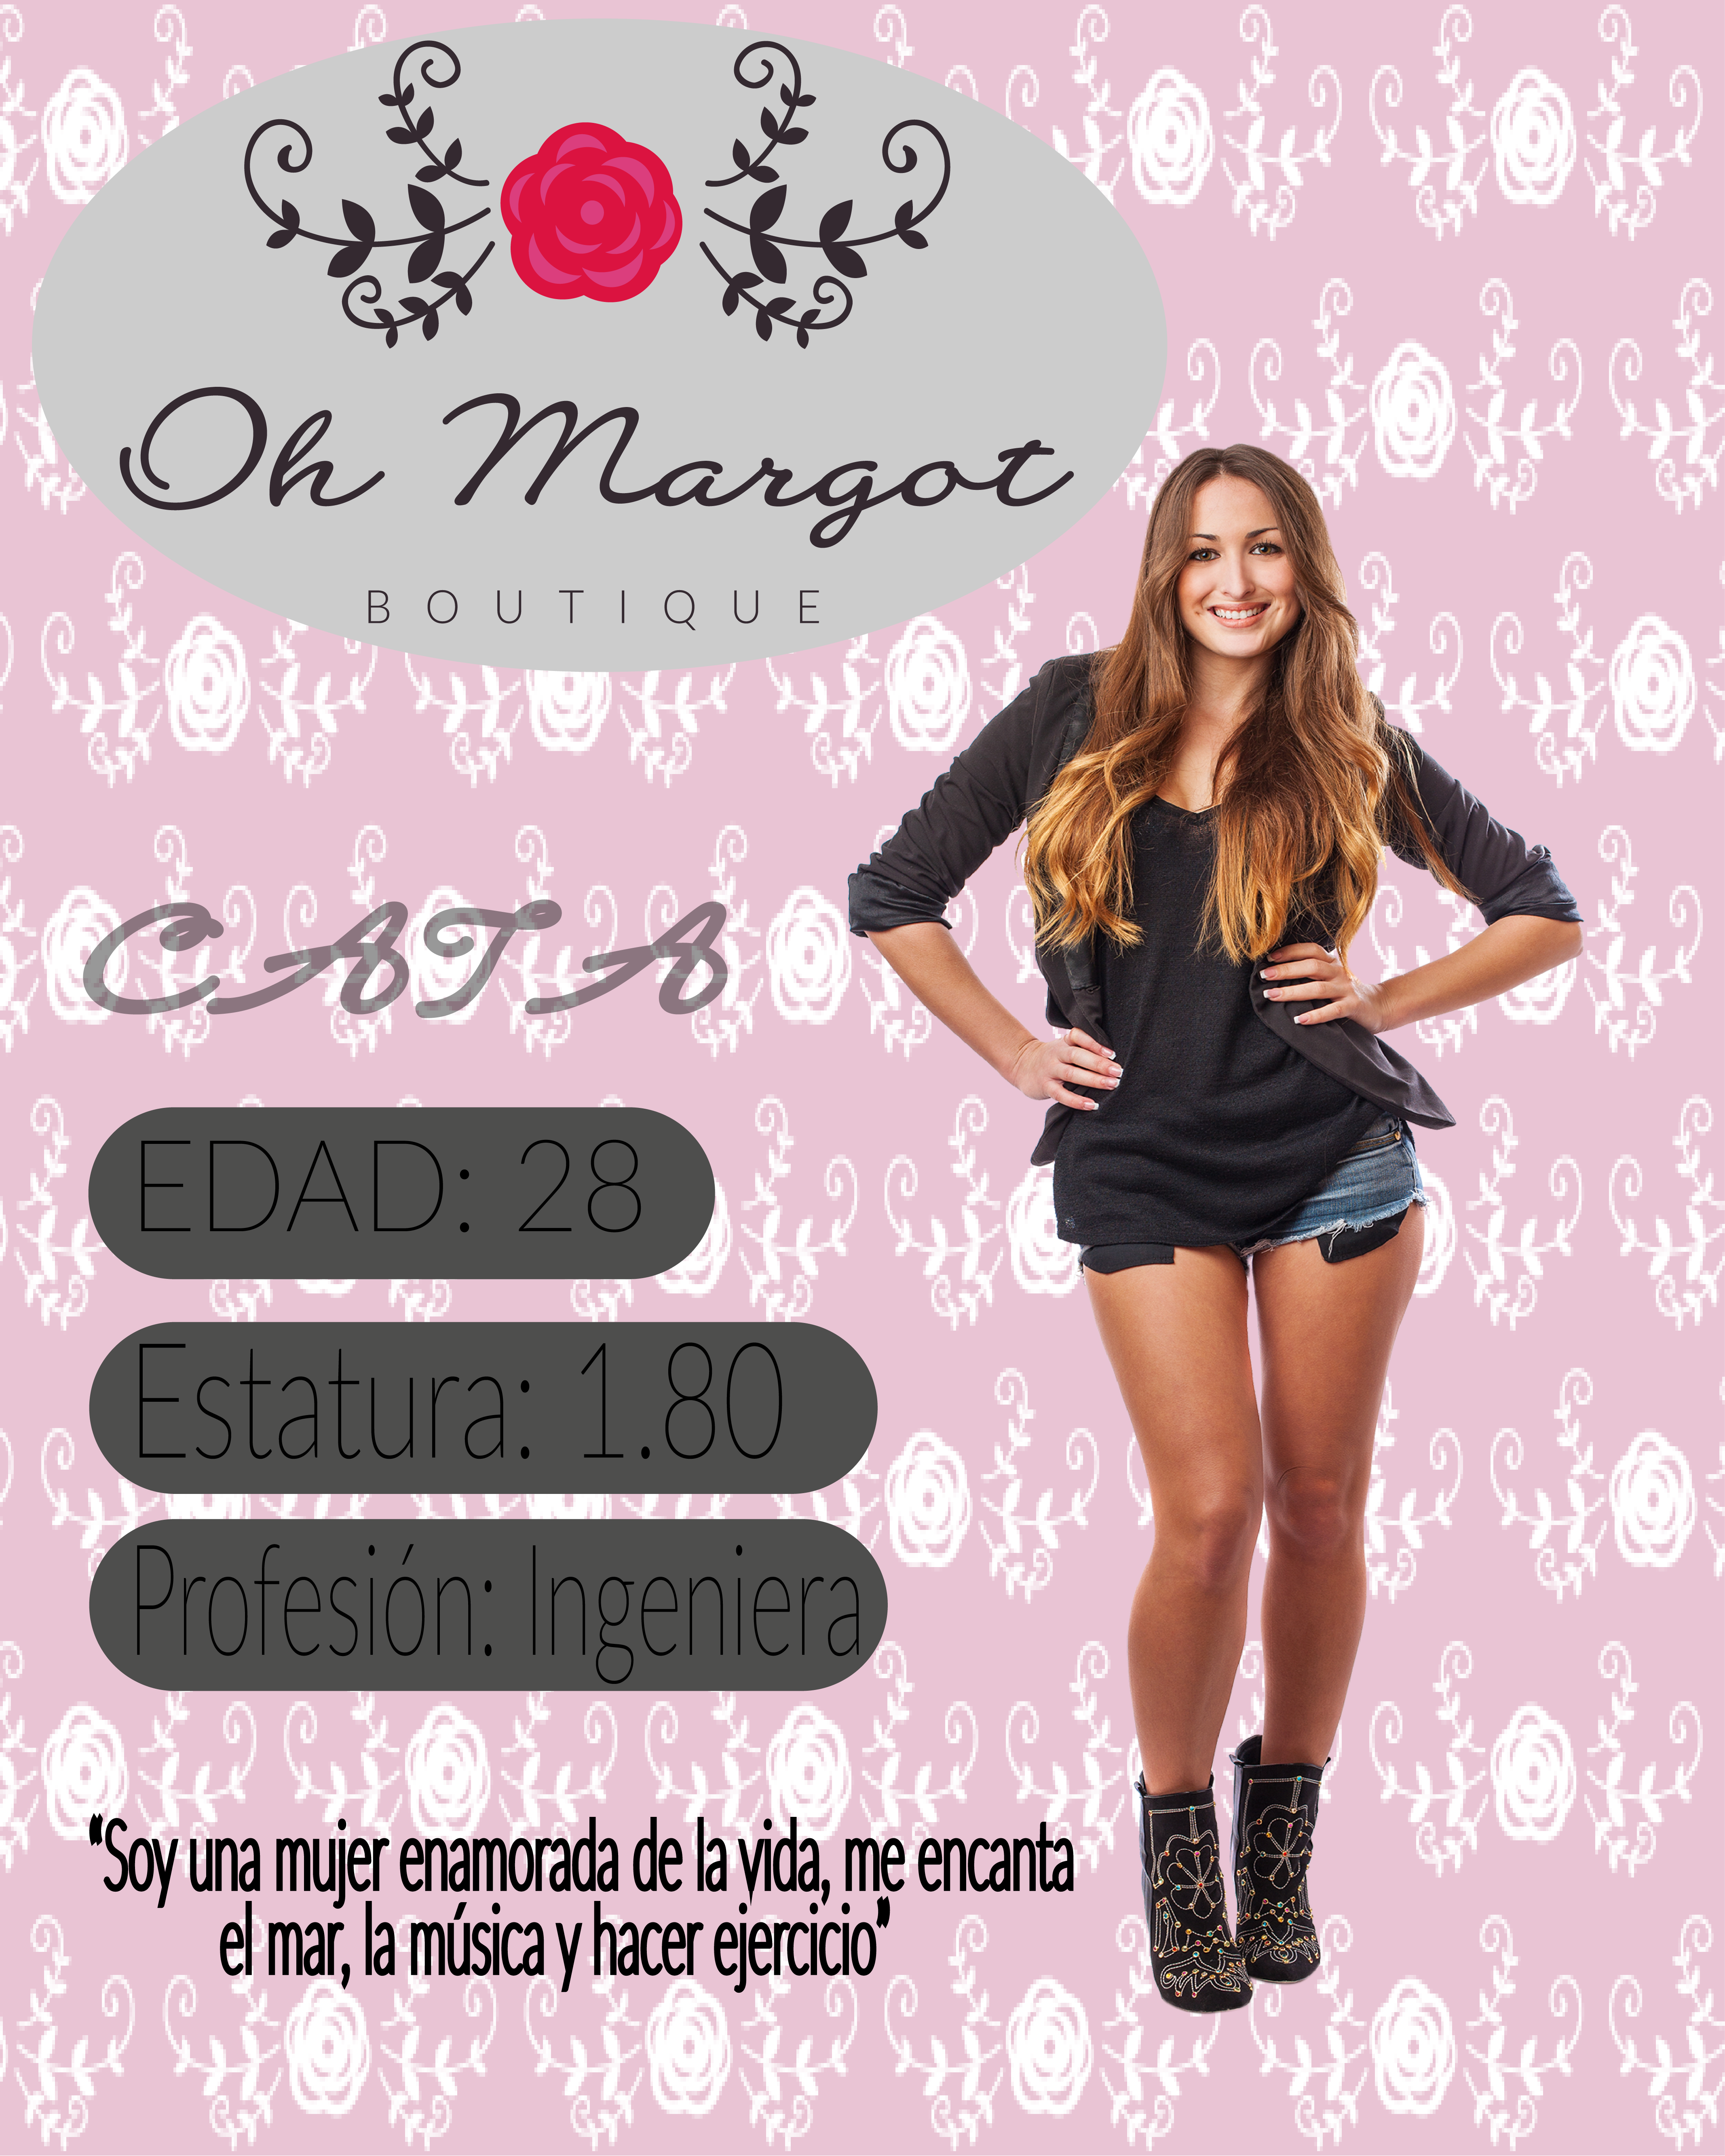 Oh Margot
BOUTIQUE
CATA
EDAD: 28
Estatura: 1.80
Profesión: Ingeniera
"Soy una mujer enamorada de la vida, me encanta
el mar, la música y hacer ejercicio"